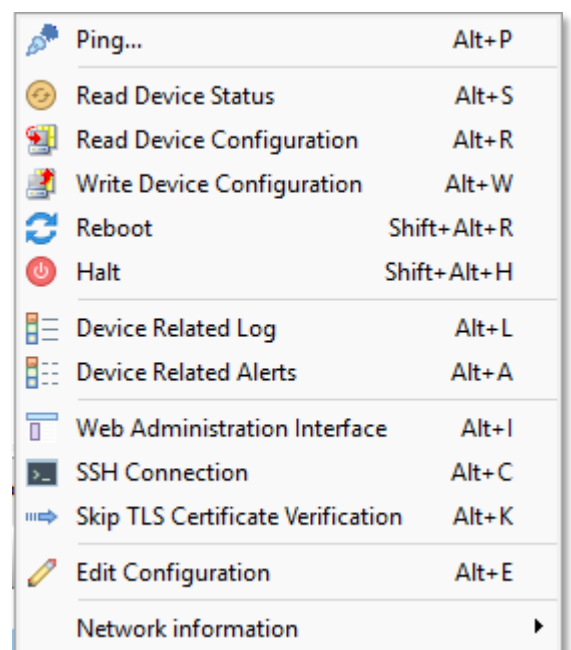 Ping... Alt+P
Read Device Status Alt+S
Read Device Configuration Alt+R
Write Device Configuration Alt+W
Reboot Shift+Alt+R
Halt Shift+Alt+H
Device Related Log Alt+L
Device Related Alerts Alt+A
Web Administration Interface Alt+I
SSH Connection Alt+C
Skip TLS Certificate Verification Alt+K
Edit Configuration Alt+E
Network information